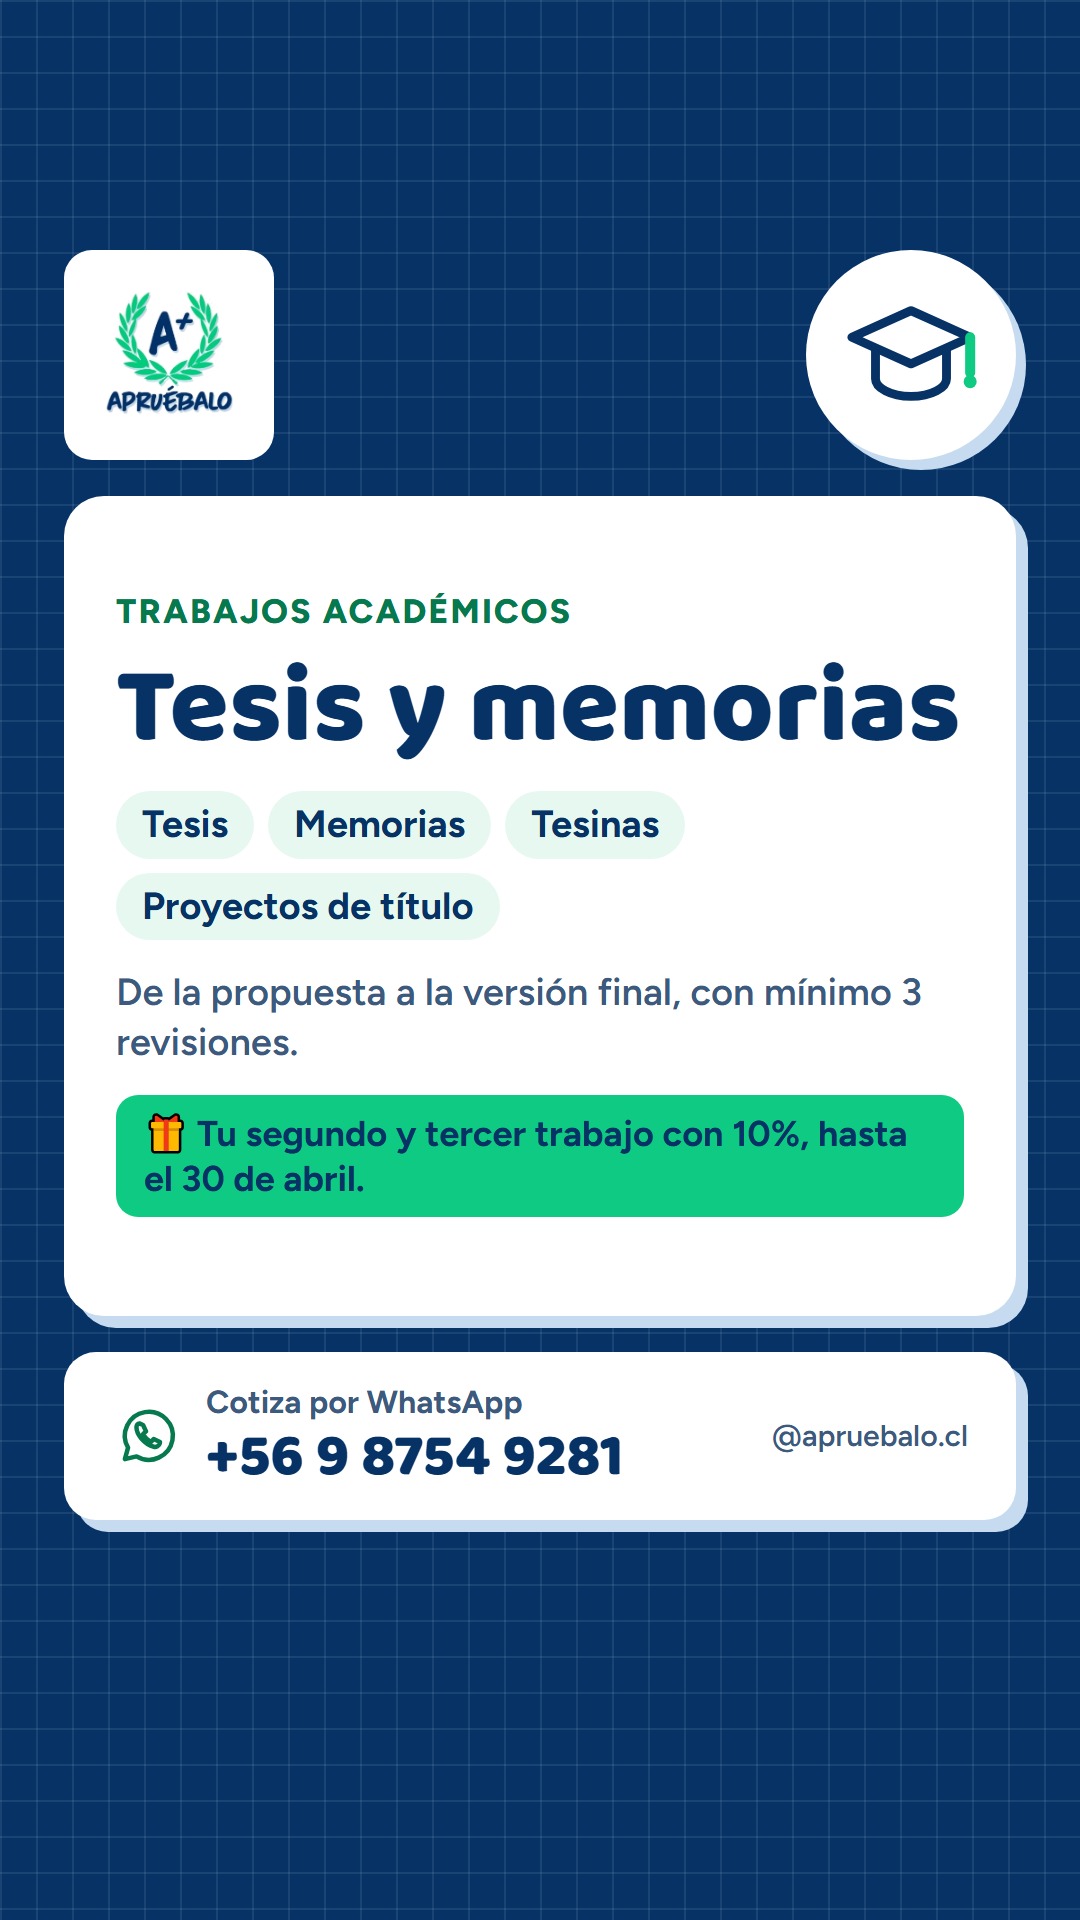 A+
APRUÉBALO
TRABAJOS ACADÉMICOS
Tesis y memorias
Tesis
Memorias
Tesinas
Proyectos de título
De la propuesta a la versión final, con mínimo 3
revisiones.
🎁 Tu segundo y tercer trabajo con 10%, hasta
el 30 de abril.
Cotiza por WhatsApp
+56 9 8754 9281
@apruebalo.cl